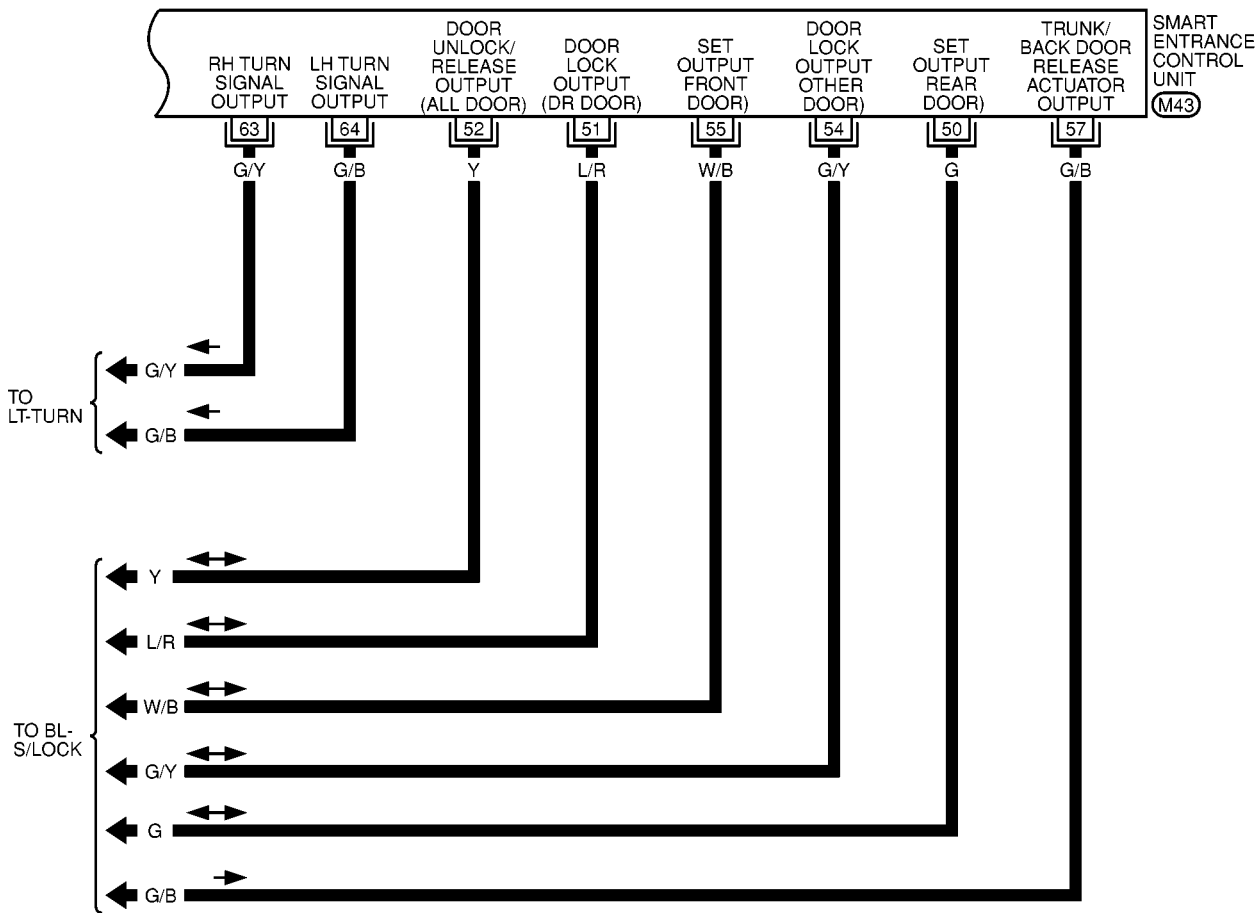 RH TURN
SIGNAL
OUTPUT
LH TURN
SIGNAL
OUTPUT
DOOR
UNLOCK/
RELEASE
OUTPUT
(ALL DOOR)
DOOR
LOCK
OUTPUT
(DR DOOR)
SET
OUTPUT
FRONT
DOOR)
DOOR
LOCK
OUTPUT
OTHER
DOOR)
SET
OUTPUT
REAR
DOOR)
TRUNK/
BACK DOOR
RELEASE
ACTUATOR
OUTPUT
SMART
ENTRANCE
CONTROL
UNIT
M43
63
64
52
51
55
54
50
57
G/Y
G/B
Y
L/R
W/B
G/Y
G
G/B
TO
LT-TURN
G/Y
G/B
TO BL-
S/LOCK
Y
L/R
W/B
G/Y
G
G/B